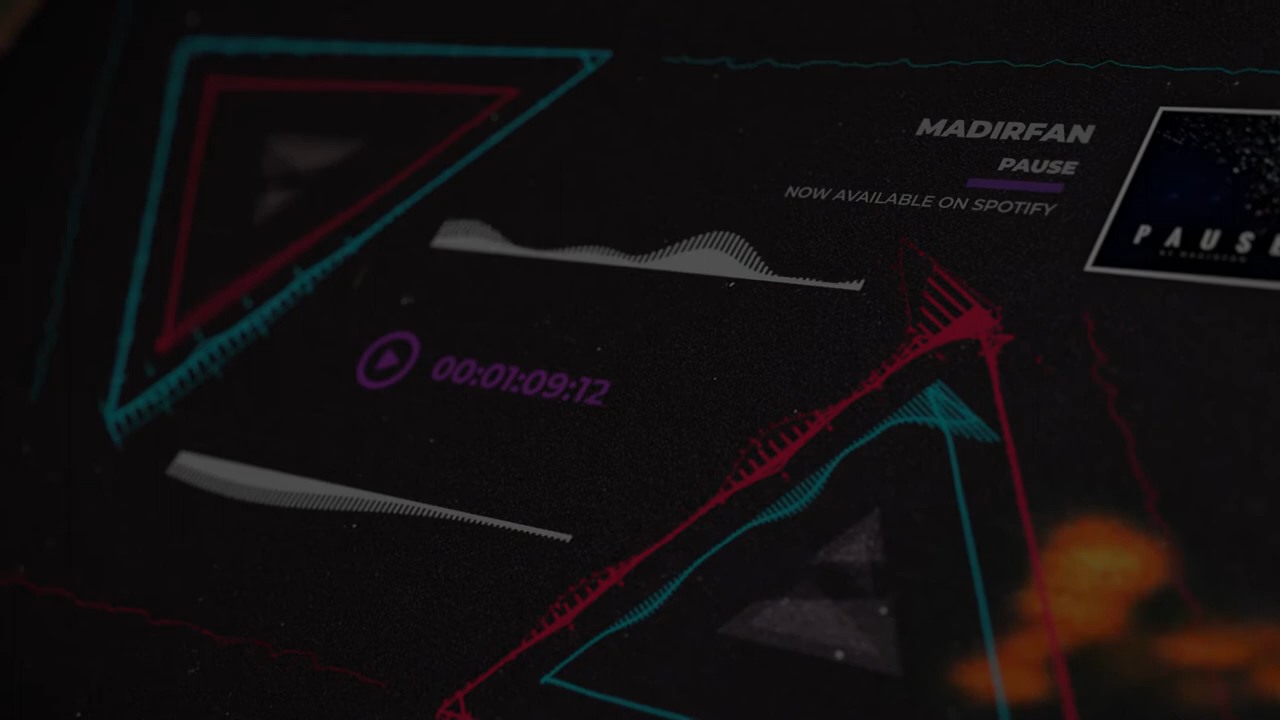 MADIRFAN
PAUSE
NOW AVAILABLE ON SPOTIFY
PAUSE
00:01:09:12